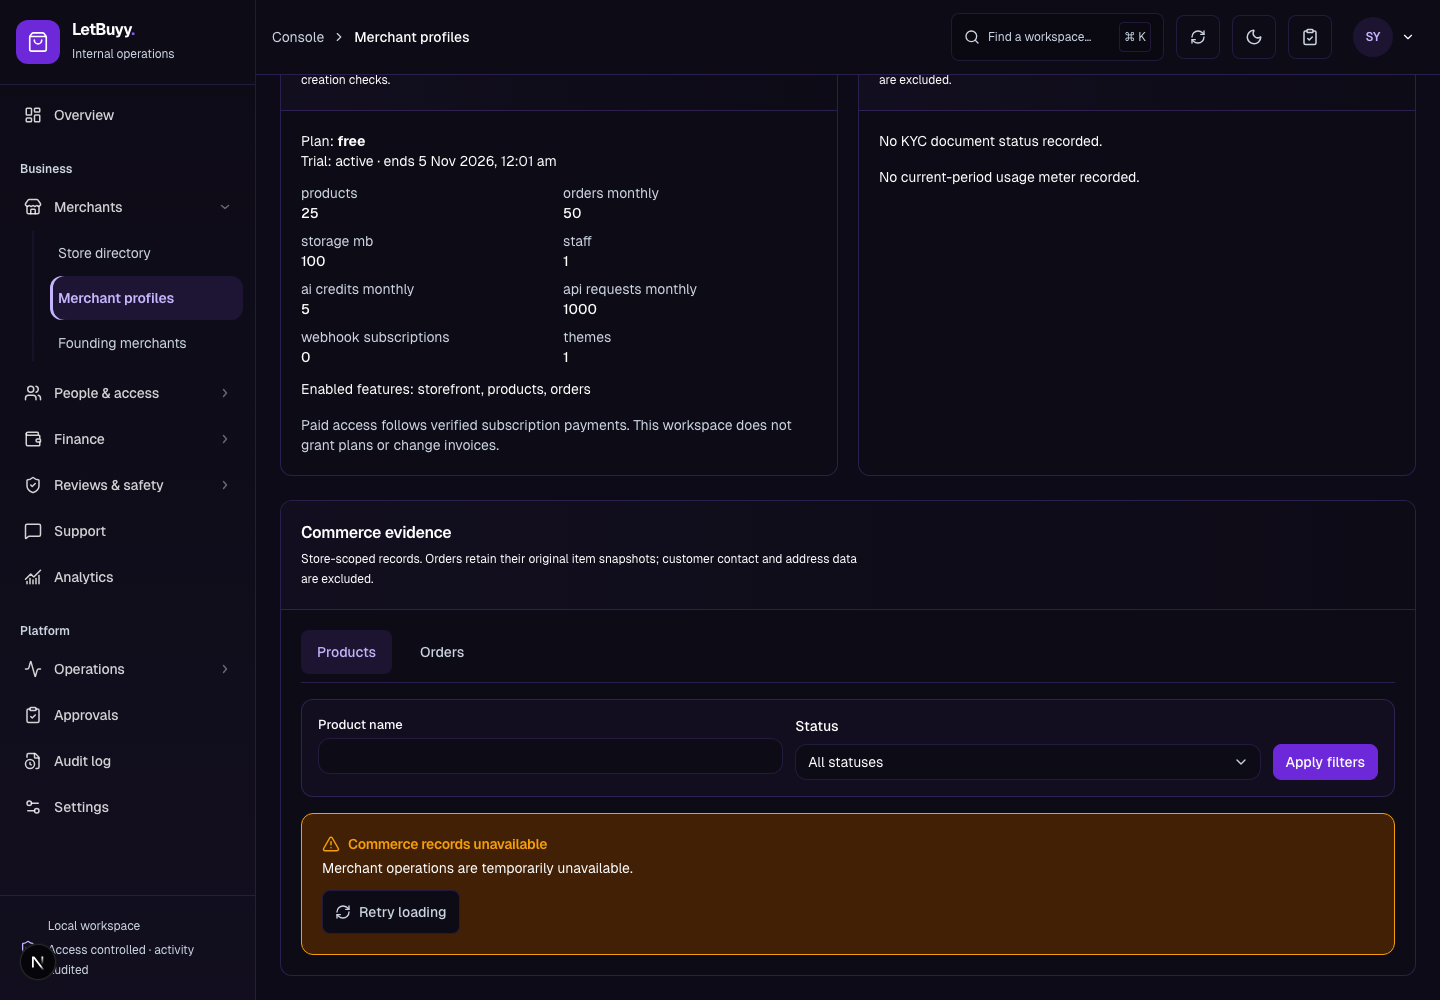 LetBuyy.
Internal operations
Console
Merchant profiles
Find a workspace...
⌘ K
SY
Overview
Business
Merchants
Store directory
Merchant profiles
Founding merchants
People & access
Finance
Reviews & safety
Support
Analytics
Platform
Operations
Approvals
Audit log
Settings
Local workspace
Access controlled · activity
audited
N
creation checks.
Plan: free
Trial: active · ends 5 Nov 2026, 12:01 am
products
25
orders monthly
50
storage mb
100
staff
1
ai credits monthly
5
api requests monthly
1000
webhook subscriptions
0
themes
1
Enabled features: storefront, products, orders
Paid access follows verified subscription payments. This workspace does not
grant plans or change invoices.
are excluded.
No KYC document status recorded.
No current-period usage meter recorded.
Commerce evidence
Store-scoped records. Orders retain their original item snapshots; customer contact and address data
are excluded.
Products
Orders
Product name
Status
All statuses
Apply filters
Commerce records unavailable
Merchant operations are temporarily unavailable.
Retry loading